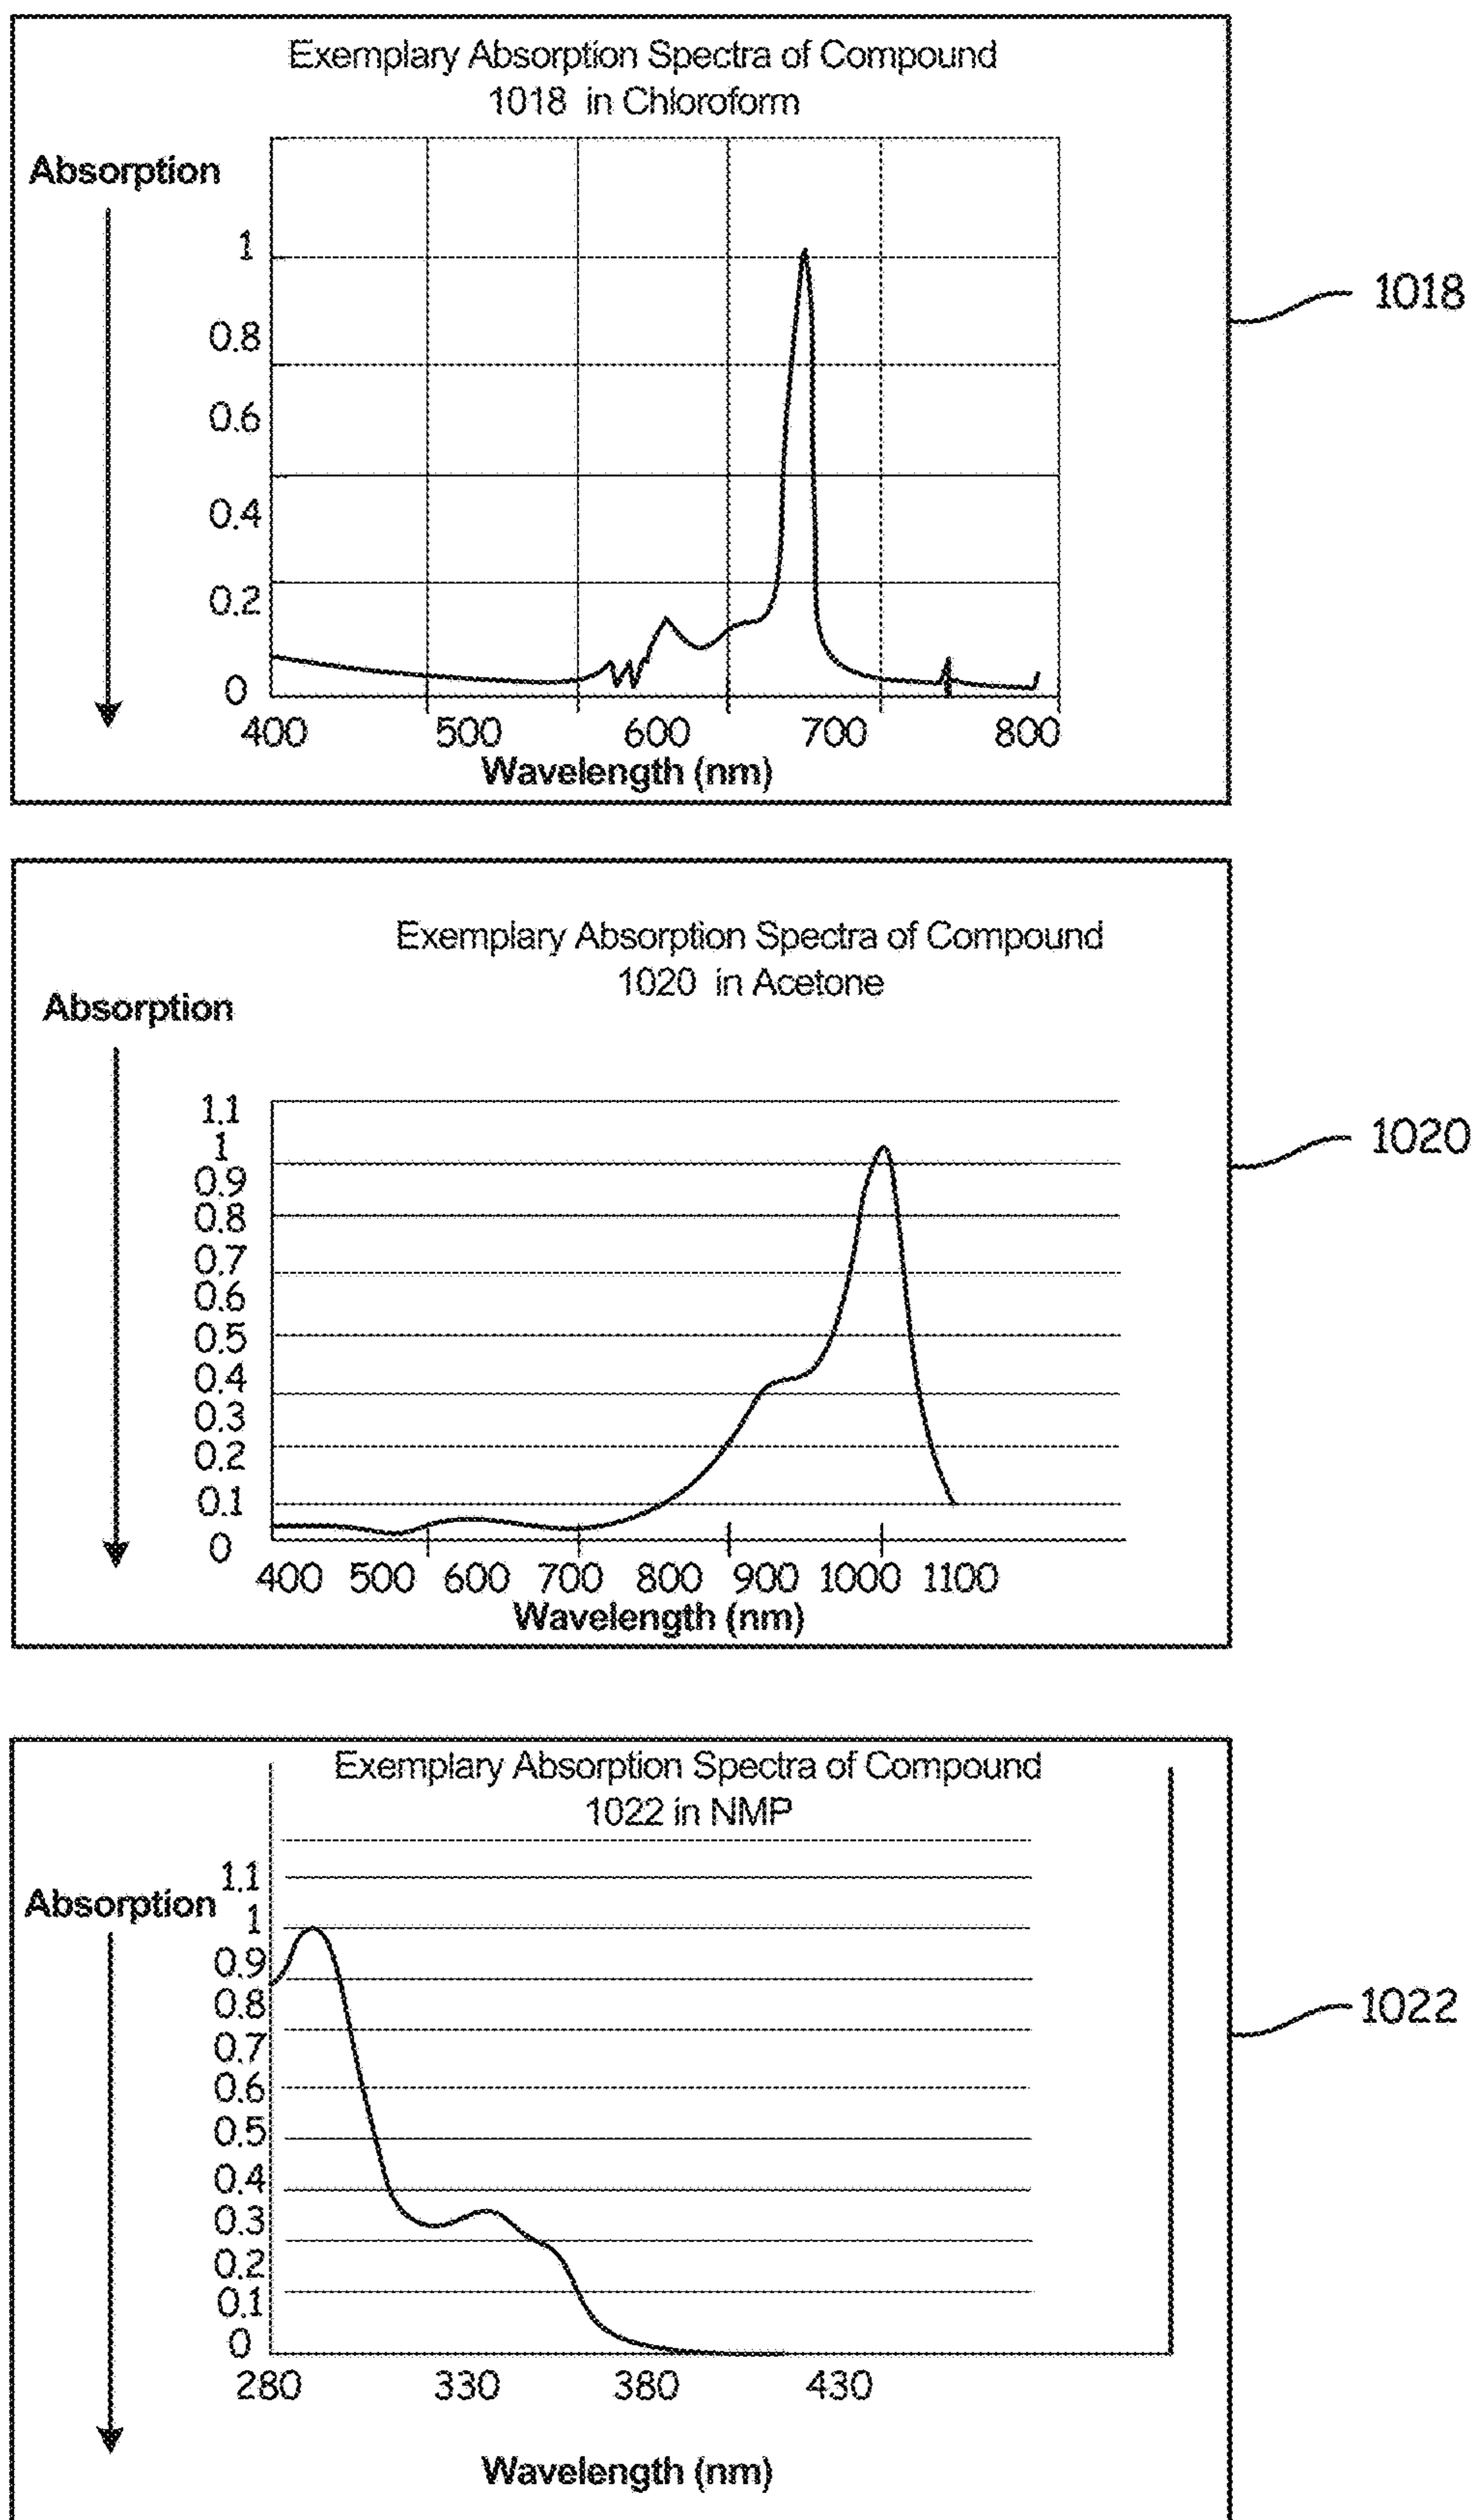 Exemplary Absorption Spectra of Compound
1018 in Chloroform
Absorption
1
0.8
0.6
0.4
0.2
0
400 500 600 700 800
Wavelength (nm)
1018
Exemplary Absorption Spectra of Compound
1020 in Acetone
Absorption
1.1
1
0.9
0.8
0.7
0.6
0.5
0.4
0.3
0.2
0.1
0
400 500 600 700 800 900 1000 1100
Wavelength (nm)
1020
Exemplary Absorption Spectra of Compound
1022 in NMP
Absorption
1.1
1
0.9
0.8
0.7
0.6
0.5
0.4
0.3
0.2
0.1
0
280 330 380 430
Wavelength (nm)
1022